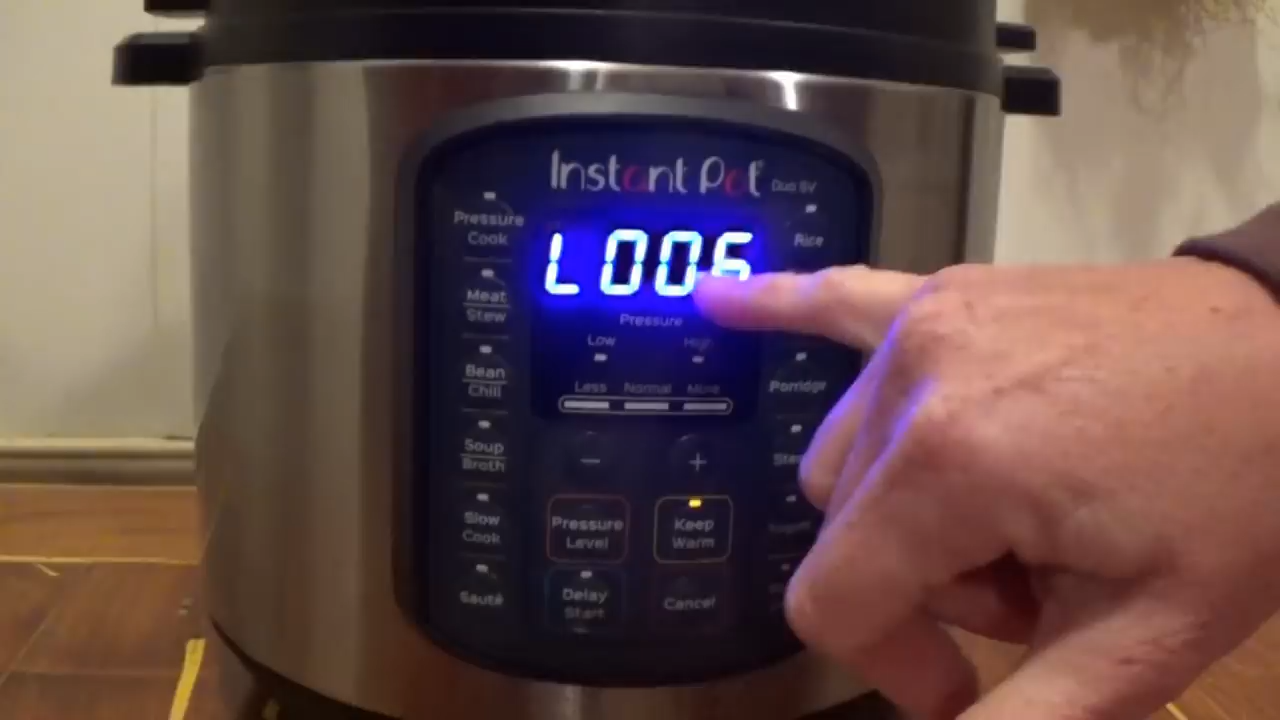 Instant Pot Duo SV
L006
Pressure
Low High
Less Normal More
Pressure
Cook
Meat
Stew
Bean
Chili
Soup
Broth
Slow
Cook
Sauté
Rice
Porridge
− +
Pressure
Level
Keep
Warm
Delay
Start
Cancel